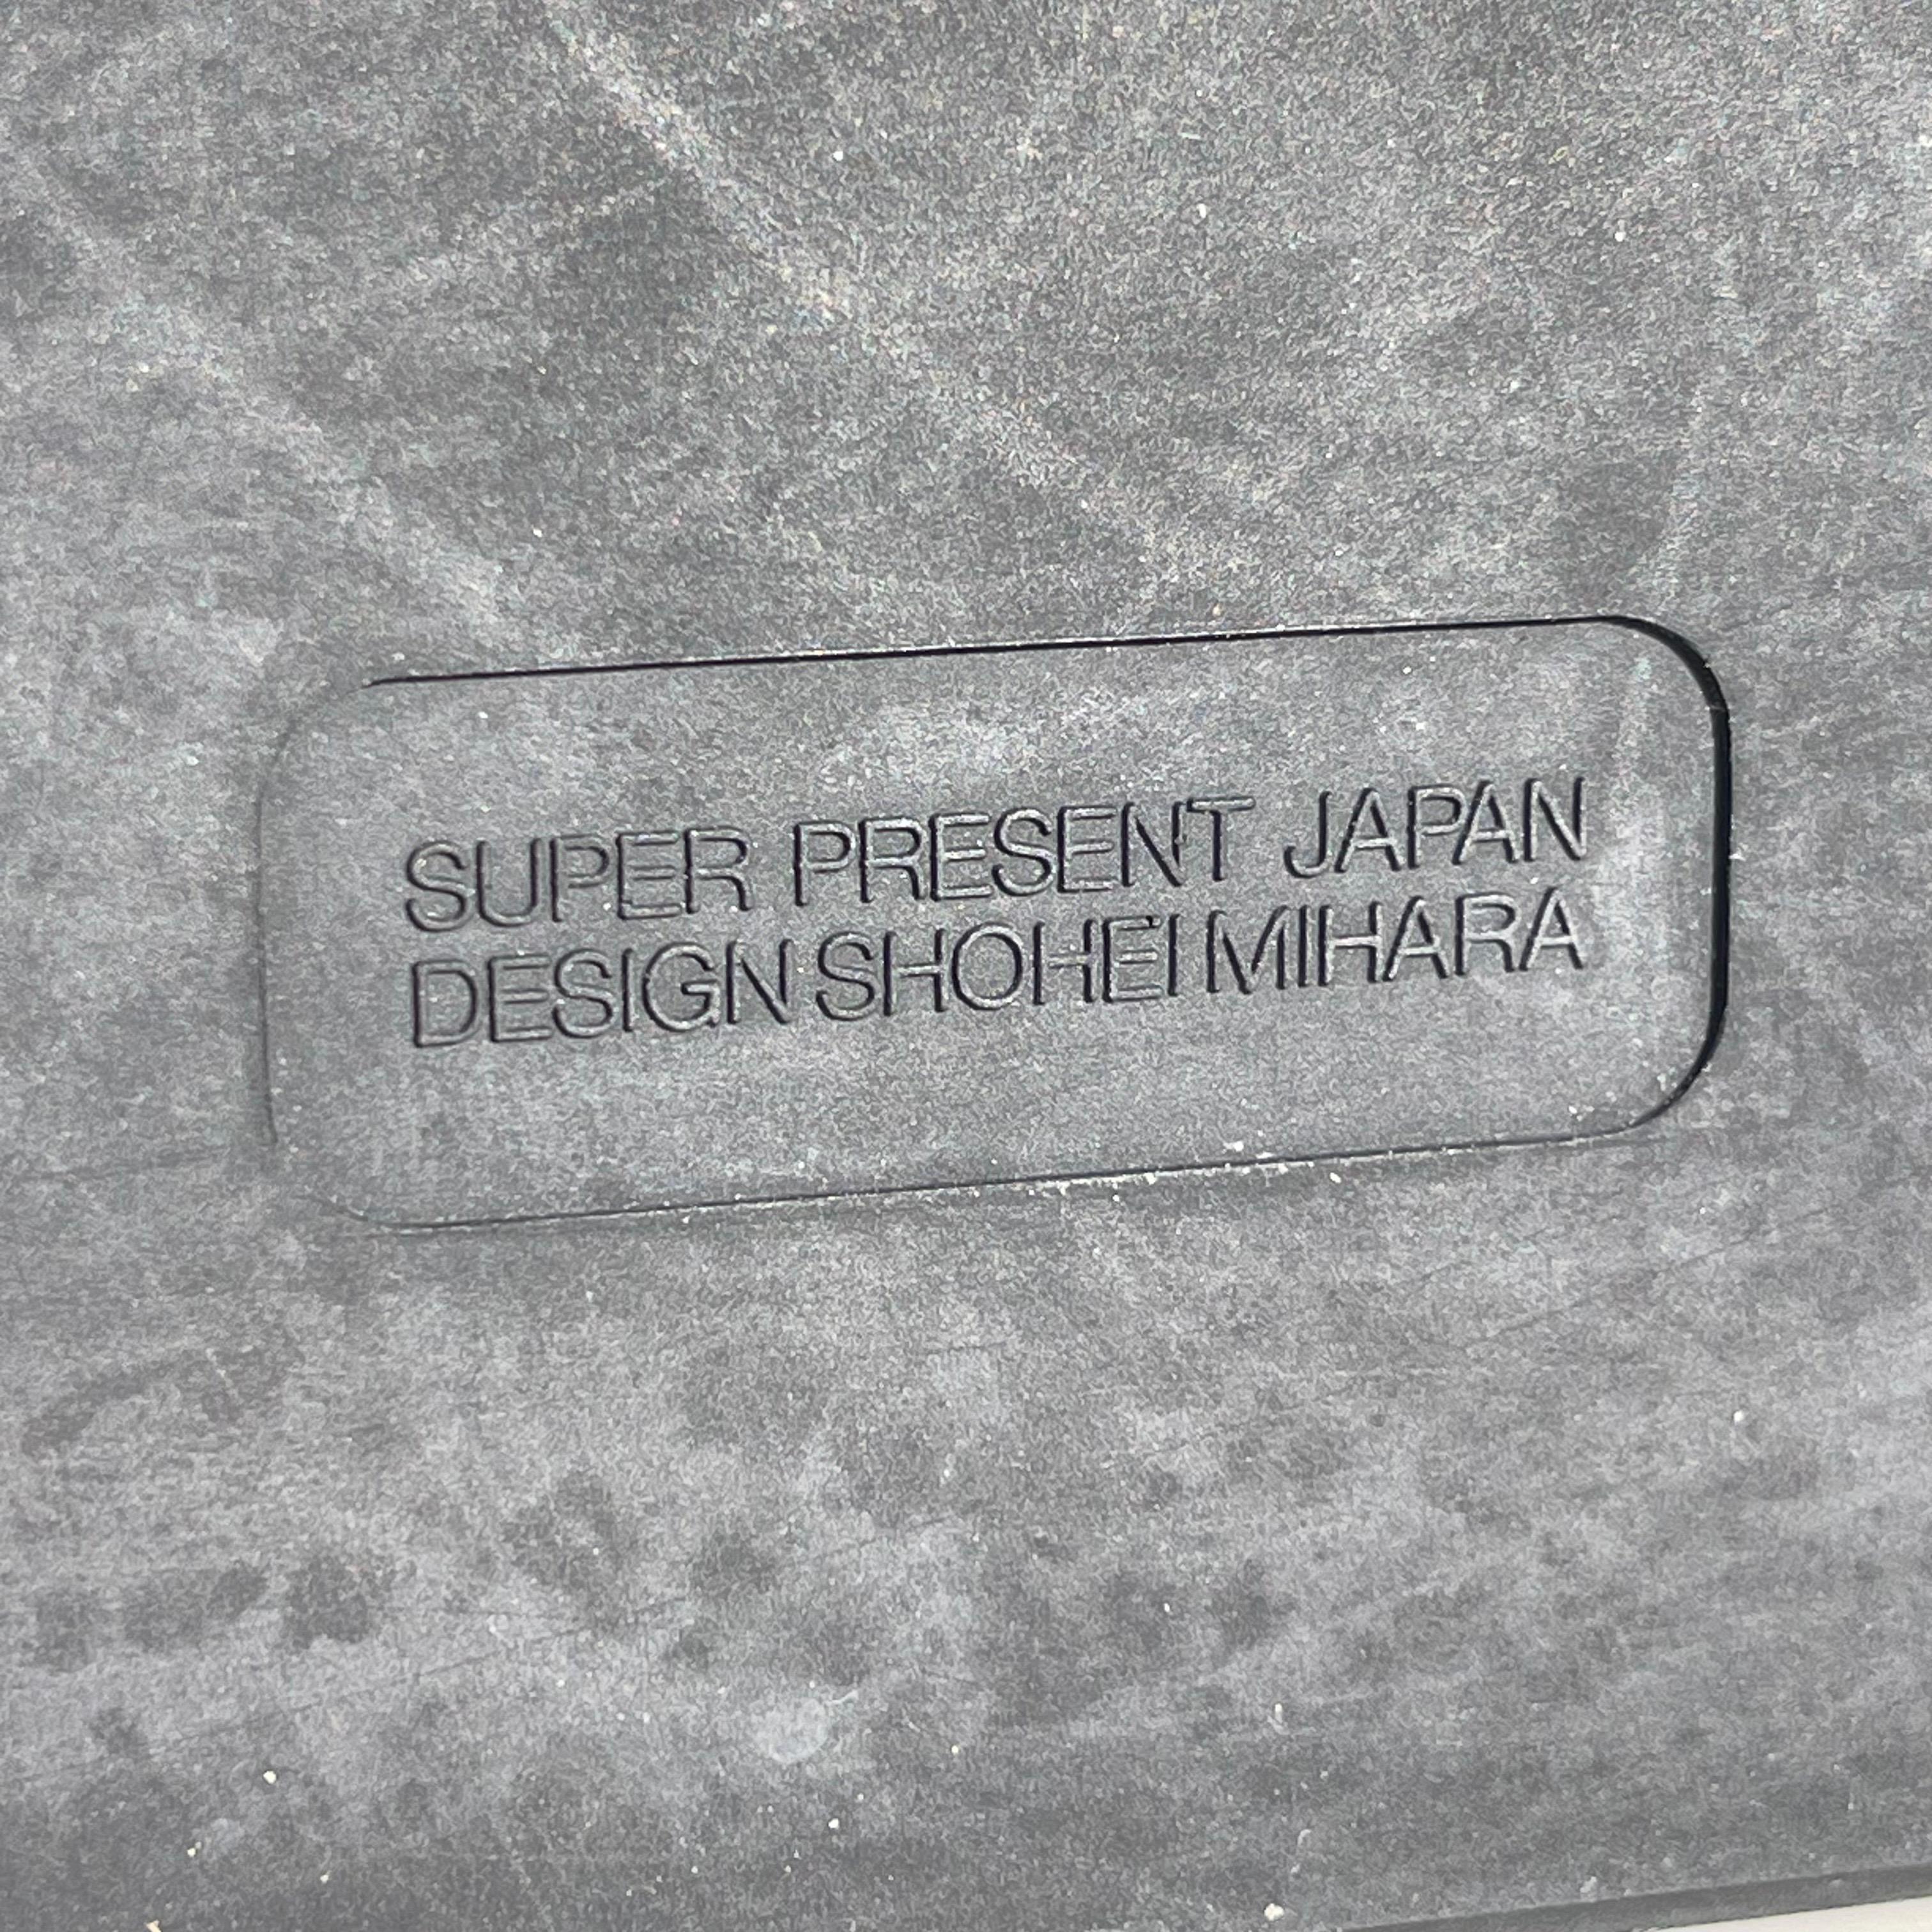 SUPER PRESENT JAPAN
DESIGN SHOHEI MIHARA